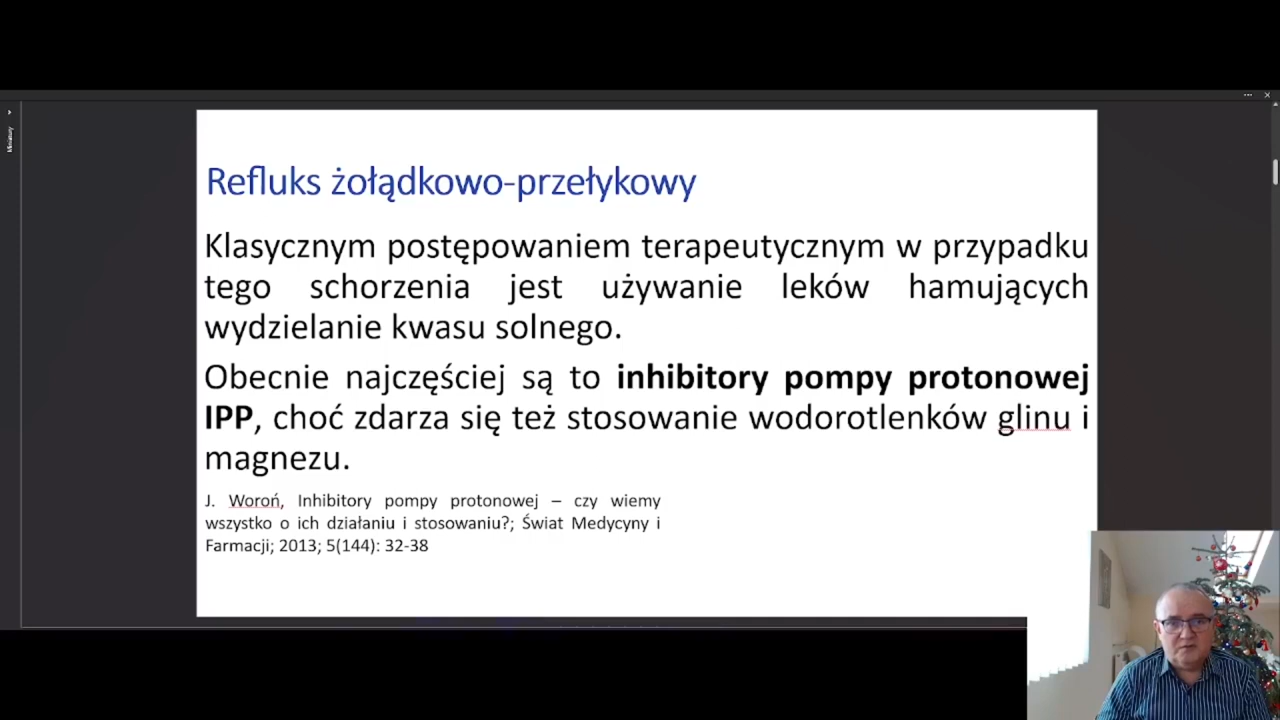 Miniatury
Refluks żołądkowo-przełykowy
Klasycznym postępowaniem terapeutycznym w przypadku
tego schorzenia jest używanie leków hamujących
wydzielanie kwasu solnego.
Obecnie najczęściej są to inhibitory pompy protonowej
IPP, choć zdarza się też stosowanie wodorotlenków glinu i
magnezu.
J. Woroń, Inhibitory pompy protonowej – czy wiemy
wszystko o ich działaniu i stosowaniu?; Świat Medycyny i
Farmacji; 2013; 5(144): 32-38